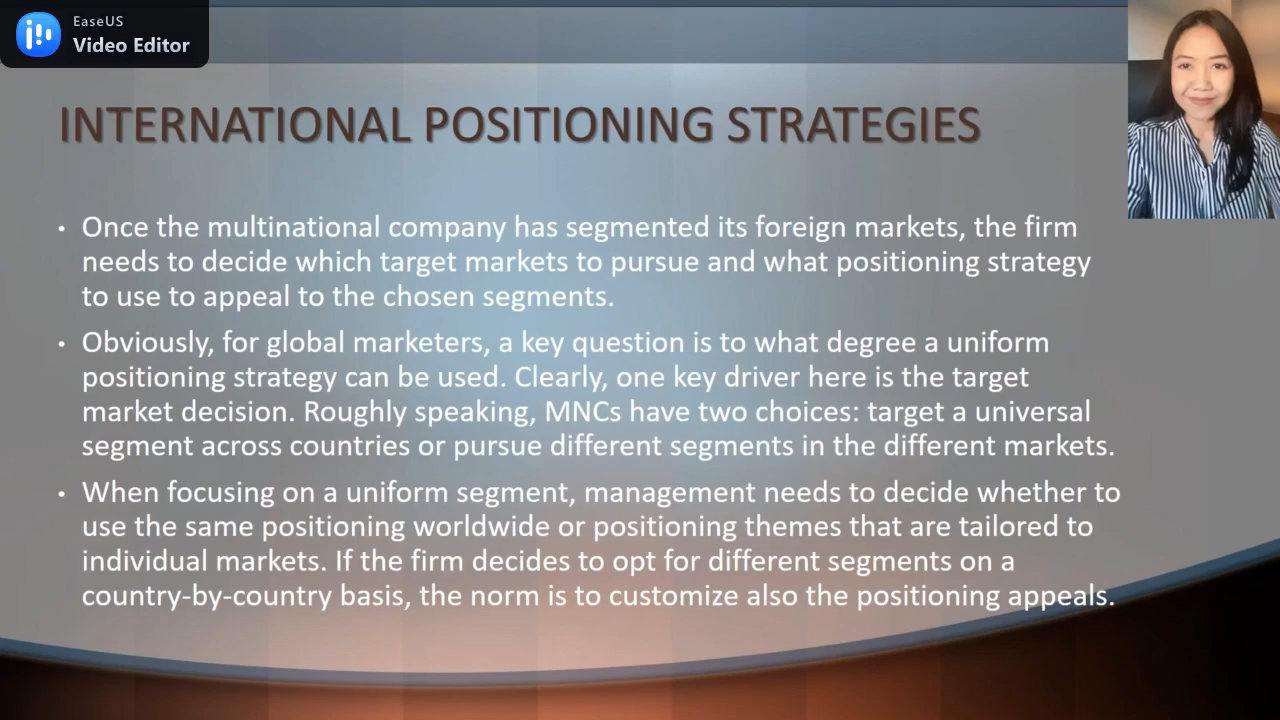 EaseUS
Video Editor
INTERNATIONAL POSITIONING STRATEGIES
• Once the multinational company has segmented its foreign markets, the firm
needs to decide which target markets to pursue and what positioning strategy
to use to appeal to the chosen segments.
• Obviously, for global marketers, a key question is to what degree a uniform
positioning strategy can be used. Clearly, one key driver here is the target
market decision. Roughly speaking, MNCs have two choices: target a universal
segment across countries or pursue different segments in the different markets.
• When focusing on a uniform segment, management needs to decide whether to
use the same positioning worldwide or positioning themes that are tailored to
individual markets. If the firm decides to opt for different segments on a
country-by-country basis, the norm is to customize also the positioning appeals.